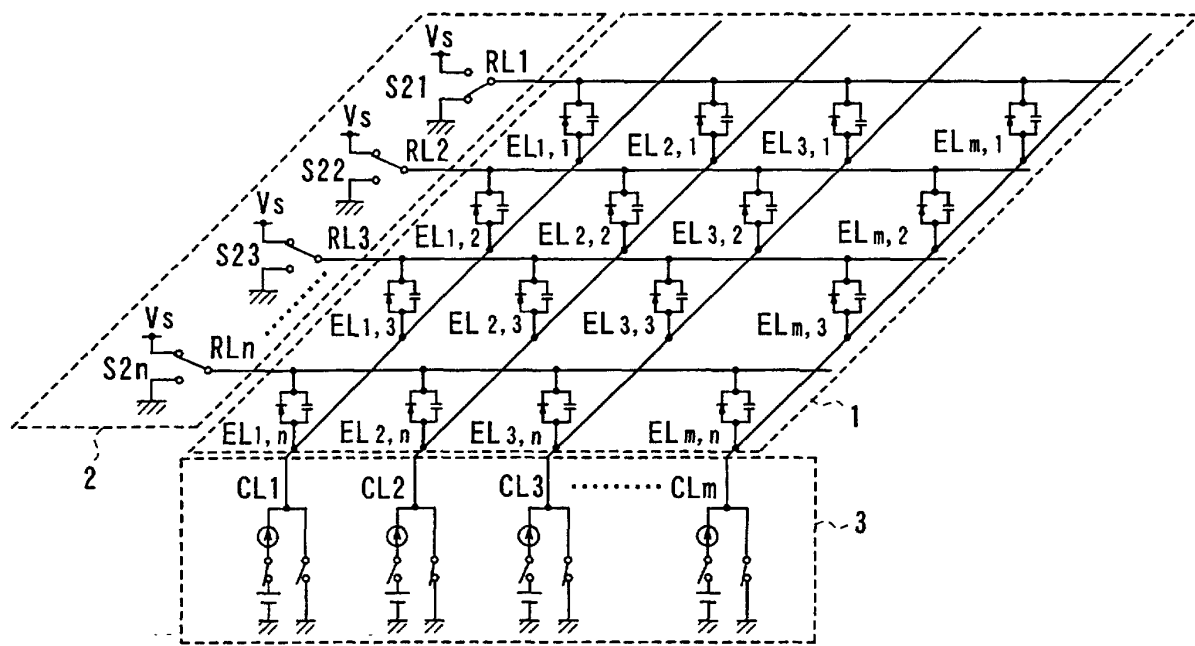 Vs
RL1
S21
EL1,1 EL2,1 EL3,1 ELm,1
Vs
RL2
S22
EL1,2 EL2,2 EL3,2 ELm,2
Vs
RL3
S23
EL1,3 EL2,3 EL3,3 ELm,3
Vs
RLn
S2n
EL1,n EL2,n EL3,n ELm,n
1
2
CL1 CL2 CL3 ········· CLm
3